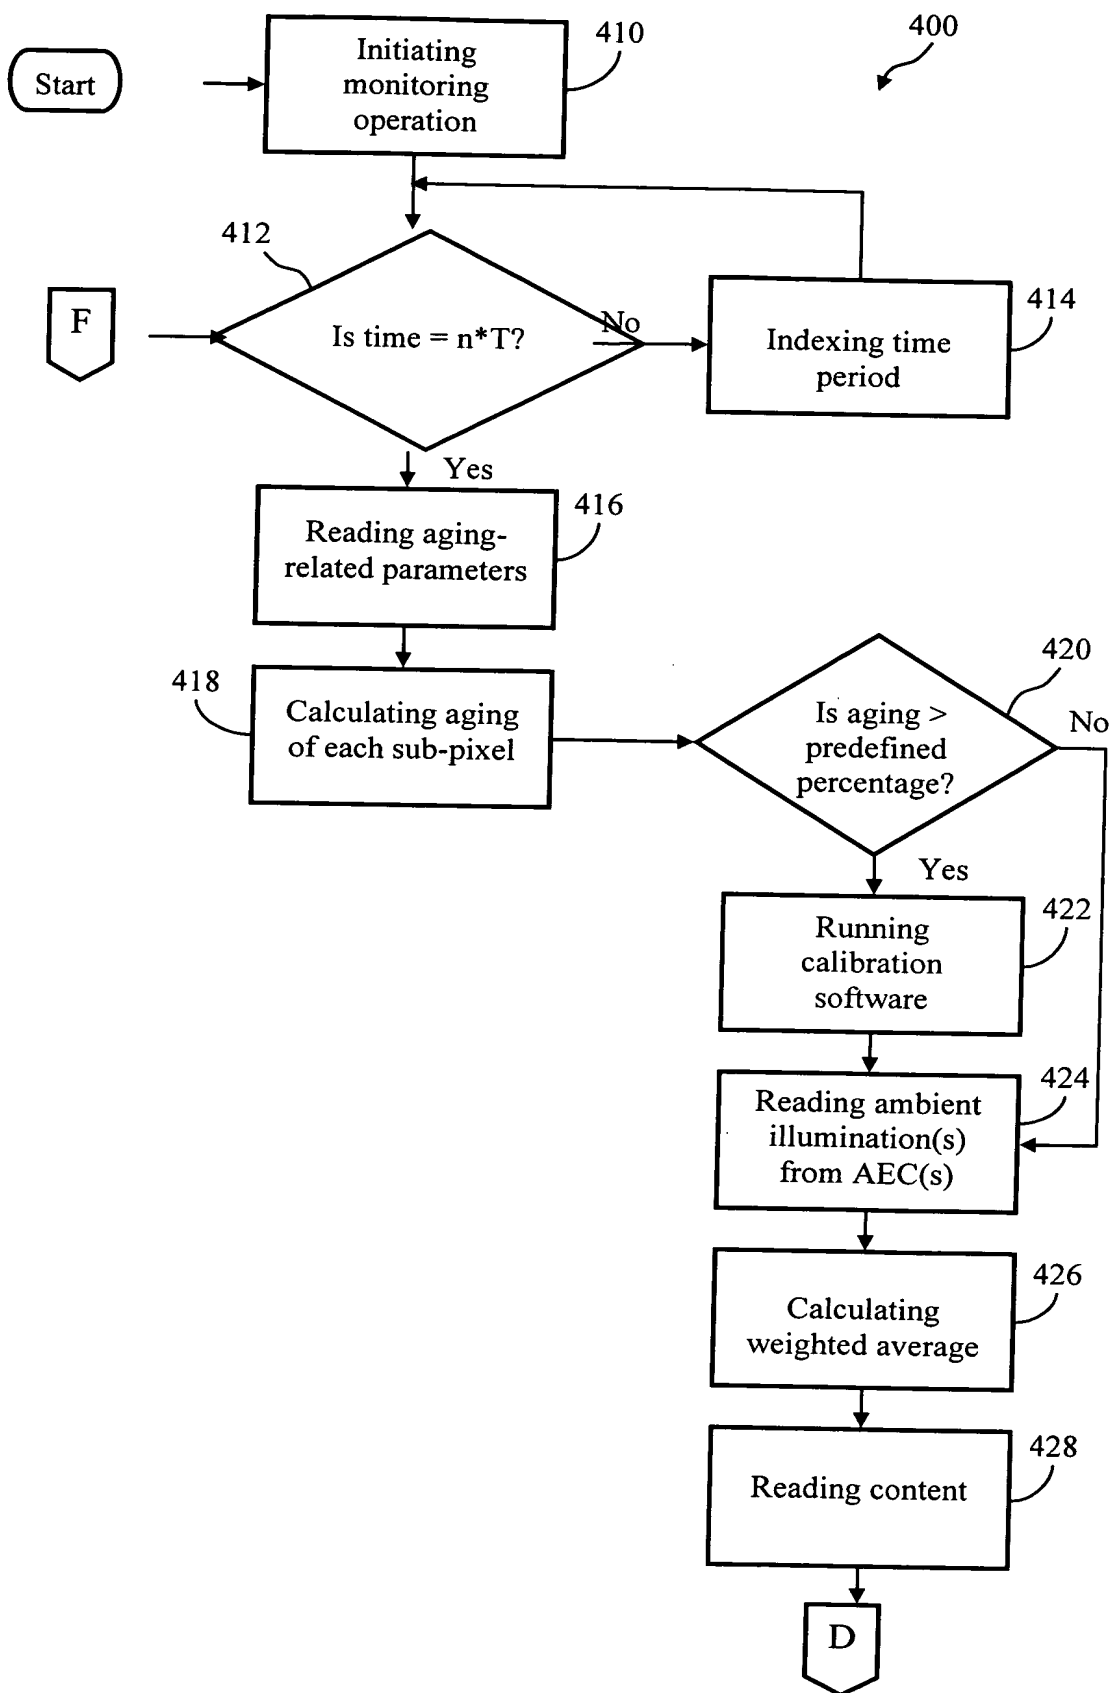 Start
Initiating
monitoring
operation
410
400
412
F
Is time = n*T?
No
Indexing time
period
414
Yes
Reading aging-
related parameters
416
418
Calculating aging
of each sub-pixel
Is aging >
predefined
percentage?
420
No
Yes
Running
calibration
software
422
Reading ambient
illumination(s)
from AEC(s)
424
Calculating
weighted average
426
Reading content
428
D